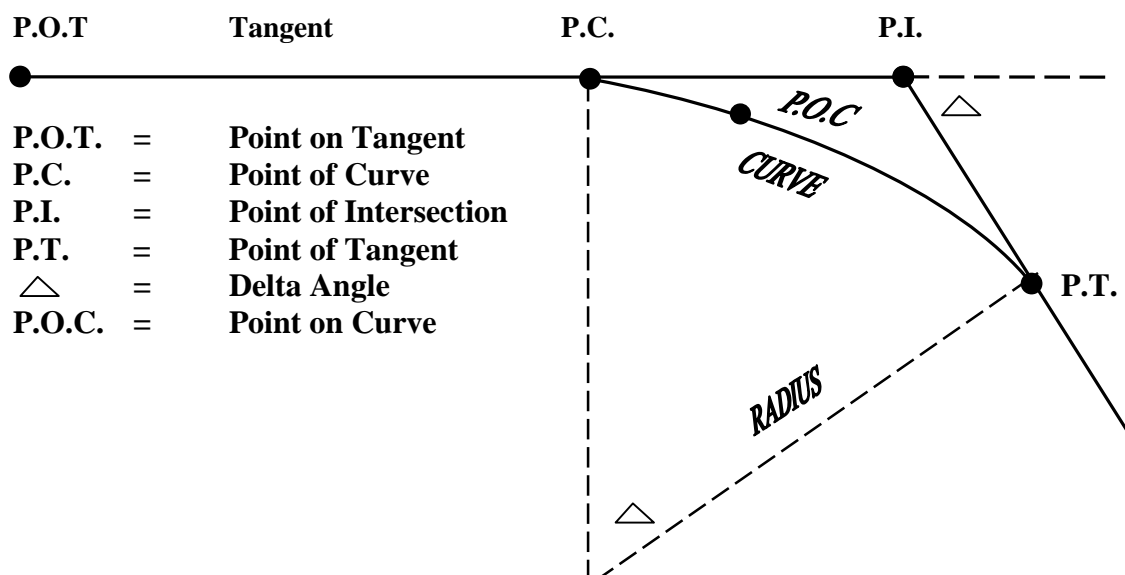 P.O.T Tangent P.C. P.I.
P.O.C
P.O.T. = Point on Tangent
P.C. = Point of Curve
CURVE
P.I. = Point of Intersection
P.T. = Point of Tangent
△ = Delta Angle
P.T.
P.O.C. = Point on Curve
RADIUS